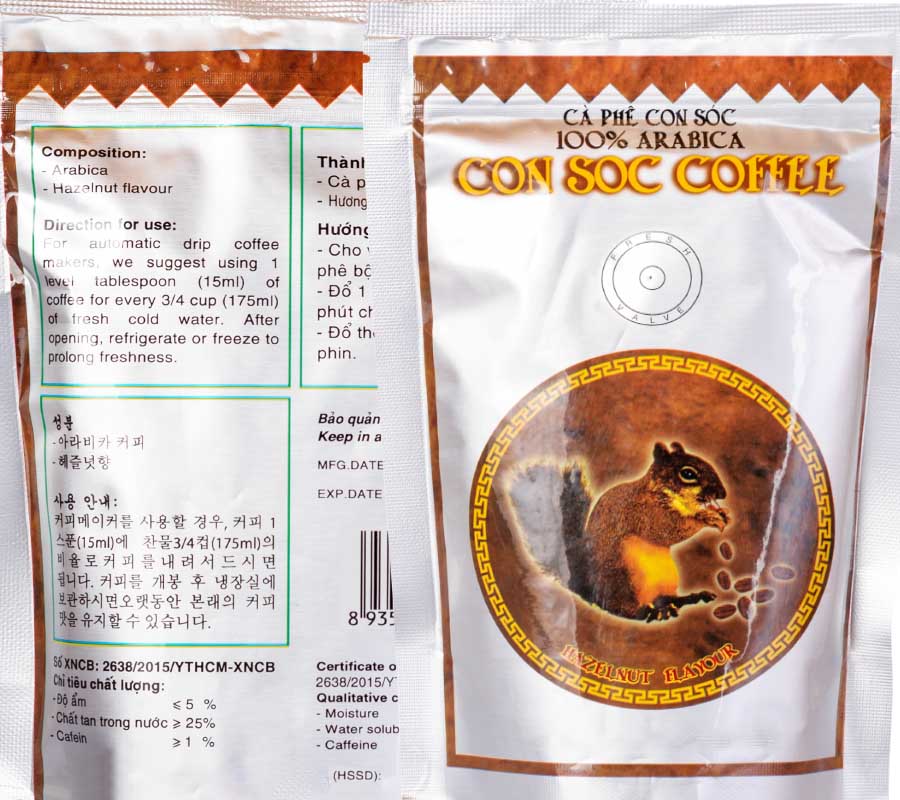 Composition:
- Arabica
- Hazelnut flavour
Direction for use:
For automatic drip coffee
makers, we suggest using 1
level tablespoon (15ml) of
coffee for every 3/4 cup (175ml)
of fresh cold water. After
opening, refrigerate or freeze to
prolong freshness.
Thành
- Cà p
- Hương
Hướng
- Cho v
phê bộ
- Đổ 1
phút ch
- Đổ th
phin.
성분
-아라비카 커피
-헤즐넛향
사용 안내:
커피메이커를 사용할 경우, 커피 1
스푼(15ml)에 찬물3/4컵(175ml)의
비율로커피를내려서드시면
됩니다. 커피를 개봉 후 냉장실에
보관하시면오랫동안 본래의 커피
맛을유지할수있습니다.
Bảo quản
Keep in a
MFG.DATE
EXP.DATE
8 935
Số XNCB: 2638/2015/YTHCM-XNCB
Chỉ tiêu chất lượng:
- Độ ẩm ≤ 5 %
- Chất tan trong nước ≥ 25%
- Cafein ≥ 1 %
Certificate o
2638/2015/Y
Qualitative c
- Moisture
- Water solub
- Caffeine
(HSSD):
CÀ PHÊ CON SÓC
100% ARABICA
CON SOC COFFEE
FRESH
VALVE
HAZELNUT FLAVOUR